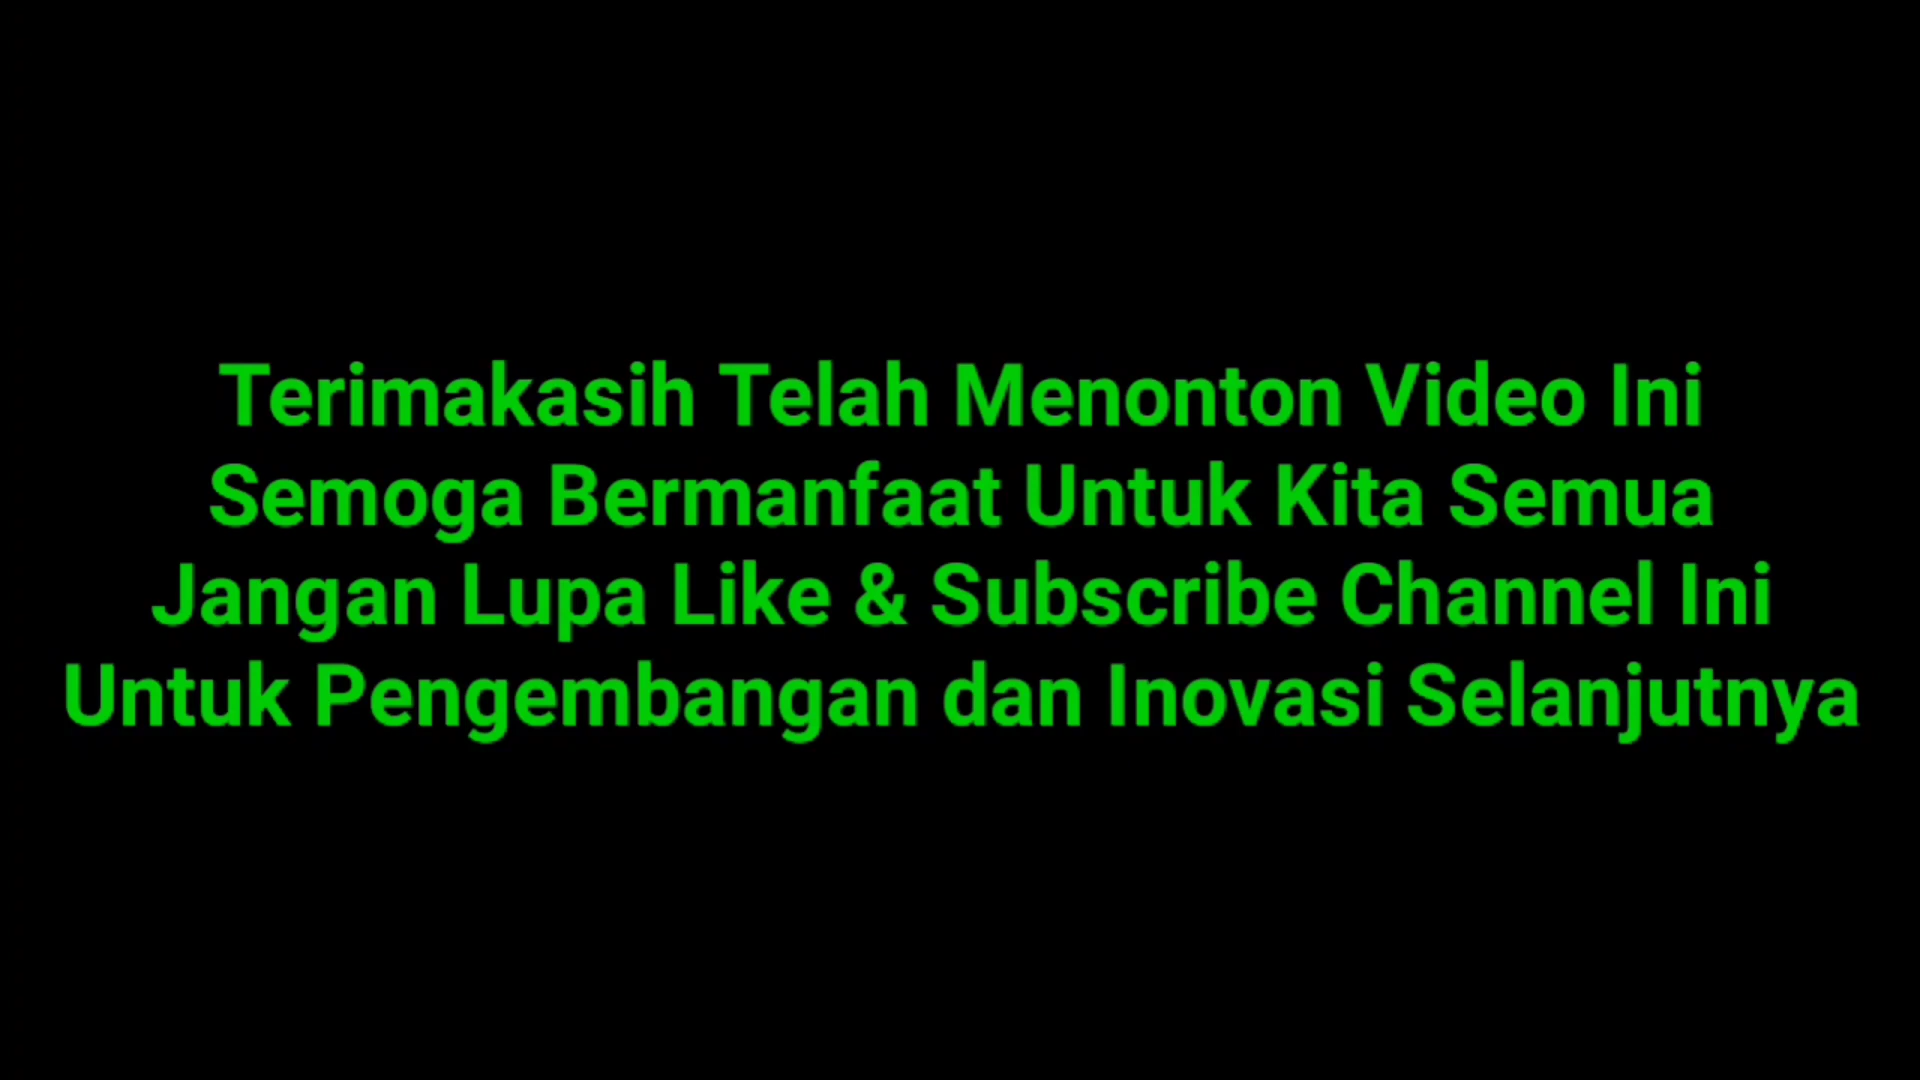 Terimakasih Telah Menonton Video Ini
Semoga Bermanfaat Untuk Kita Semua
Jangan Lupa Like & Subscribe Channel Ini
Untuk Pengembangan dan Inovasi Selanjutnya